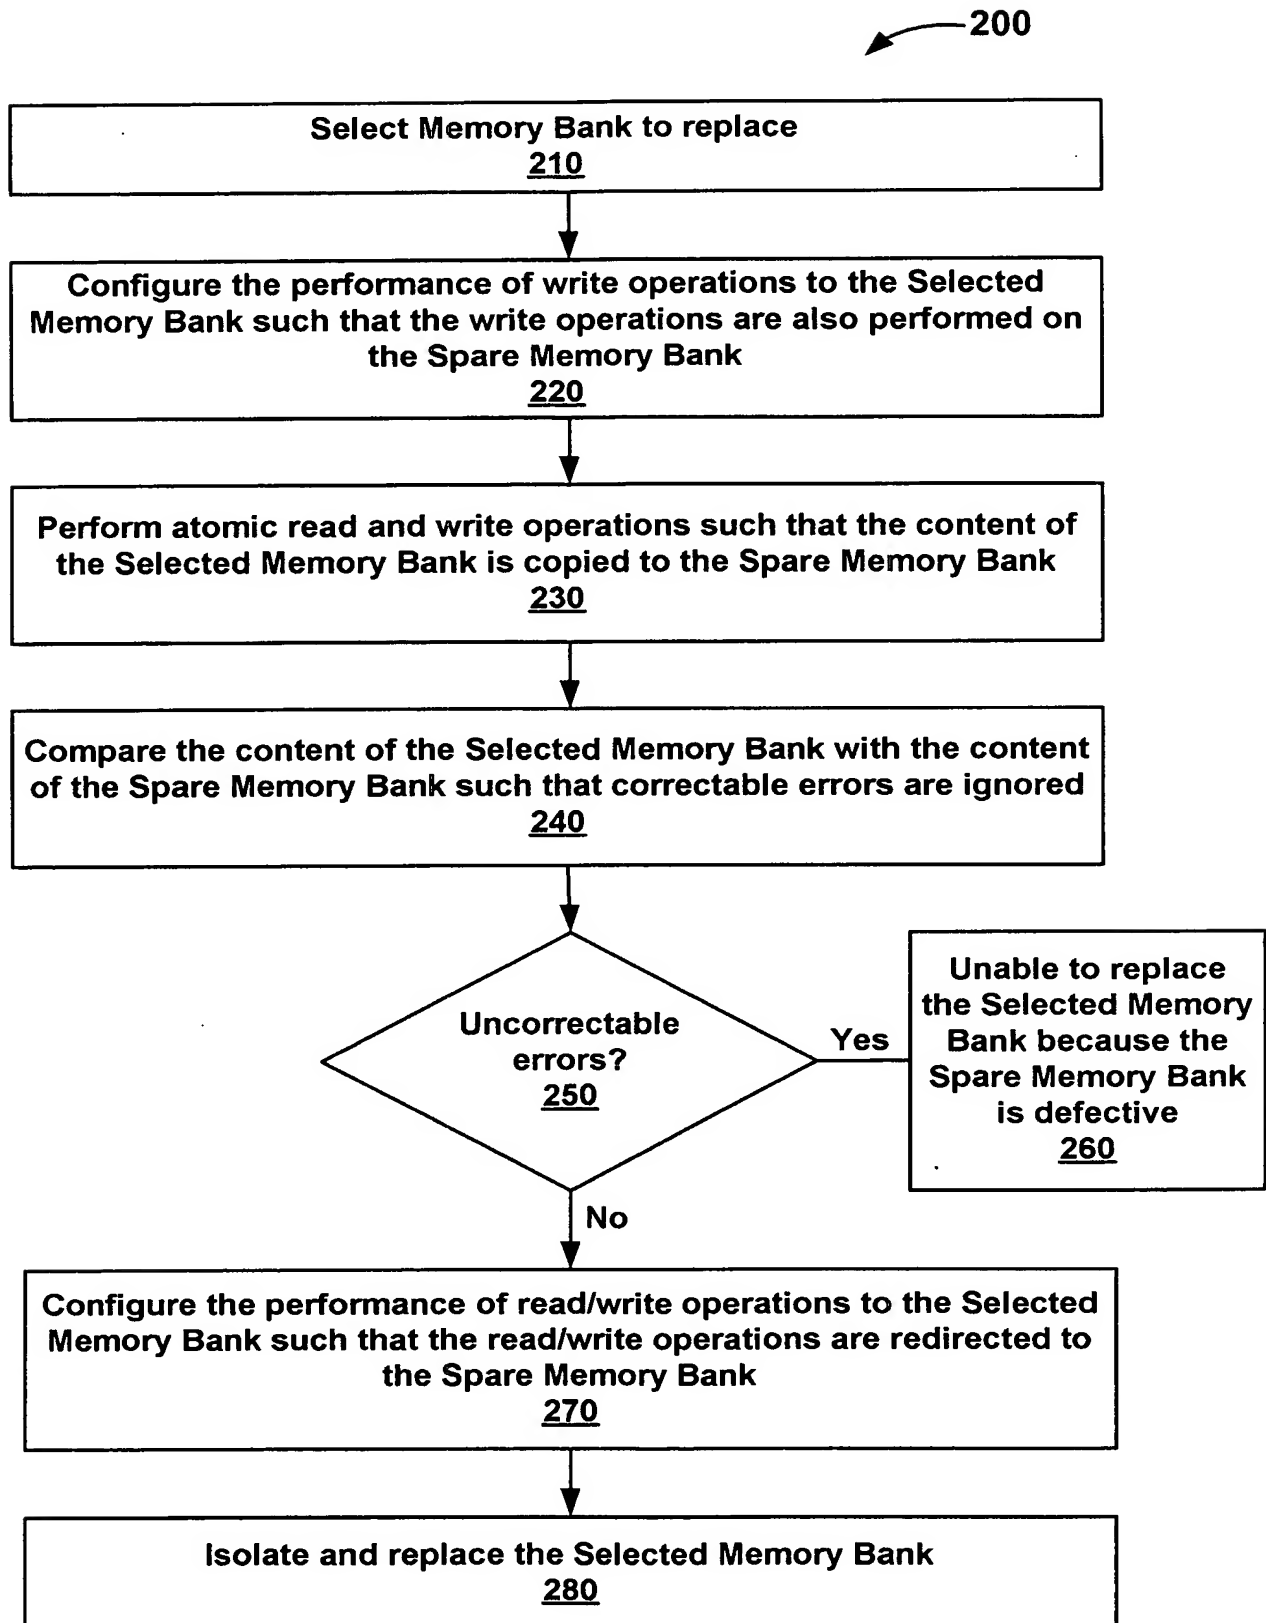 200
Select Memory Bank to replace
210
Configure the performance of write operations to the Selected
Memory Bank such that the write operations are also performed on
the Spare Memory Bank
220
Perform atomic read and write operations such that the content of
the Selected Memory Bank is copied to the Spare Memory Bank
230
Compare the content of the Selected Memory Bank with the content
of the Spare Memory Bank such that correctable errors are ignored
240
Uncorrectable
errors?
250
Yes
Unable to replace
the Selected Memory
Bank because the
Spare Memory Bank
is defective
260
No
Configure the performance of read/write operations to the Selected
Memory Bank such that the read/write operations are redirected to
the Spare Memory Bank
270
Isolate and replace the Selected Memory Bank
280